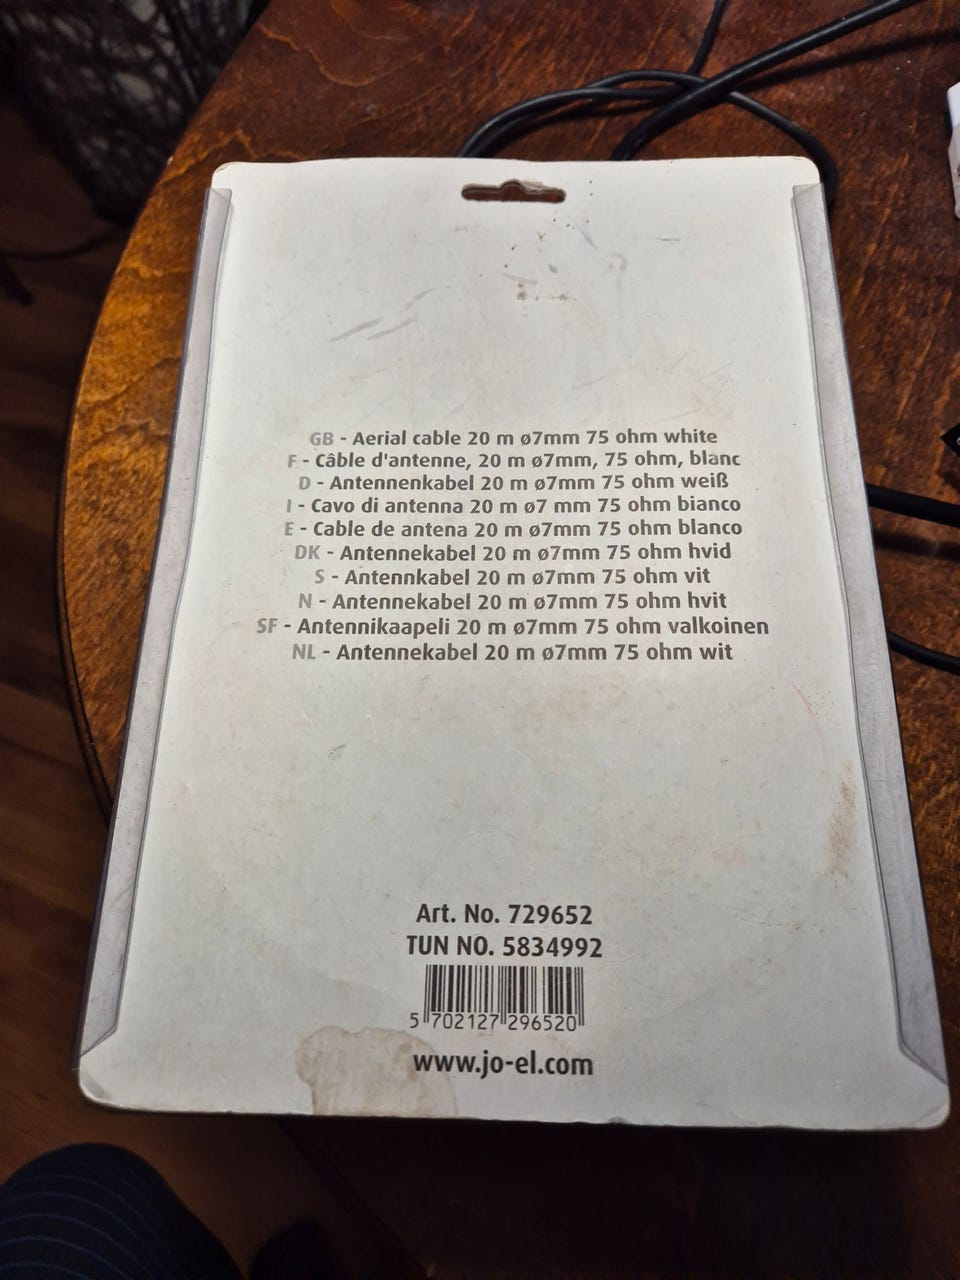 GB - Aerial cable 20 m ø7mm 75 ohm white
F - Câble d'antenne, 20 m ø7mm, 75 ohm, blanc
D - Antennenkabel 20 m ø7mm 75 ohm weiß
I - Cavo di antenna 20 m ø7 mm 75 ohm bianco
E - Cable de antena 20 m ø7mm 75 ohm blanco
DK - Antennekabel 20 m ø7mm 75 ohm hvid
S - Antennkabel 20 m ø7mm 75 ohm vit
N - Antennekabel 20 m ø7mm 75 ohm hvit
SF - Antennikaapeli 20 m ø7mm 75 ohm valkoinen
NL - Antennekabel 20 m ø7mm 75 ohm wit
Art. No. 729652
TUN NO. 5834992
5 702127 296520
www.jo-el.com